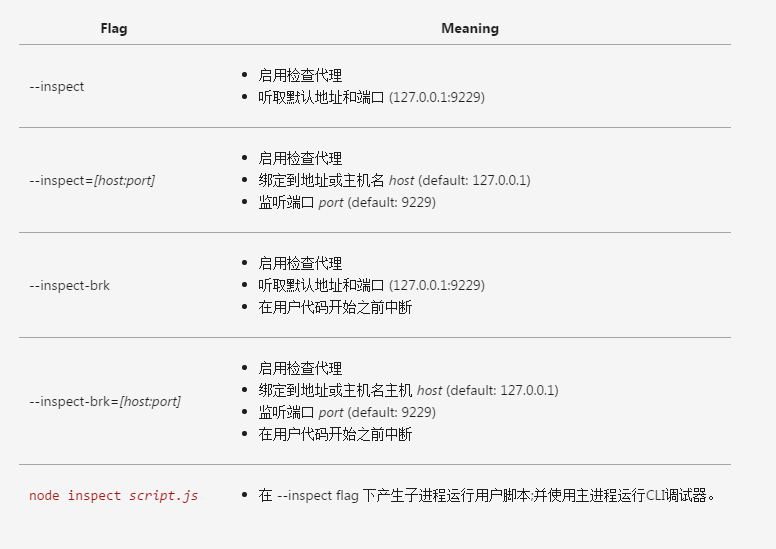 Flag Meaning
--inspect
启用检查代理
听取默认地址和端口 (127.0.0.1:9229)
--inspect=[host:port]
启用检查代理
绑定到地址或主机名 host (default: 127.0.0.1)
监听端口 port (default: 9229)
--inspect-brk
启用检查代理
听取默认地址和端口 (127.0.0.1:9229)
在用户代码开始之前中断
--inspect-brk=[host:port]
启用检查代理
绑定到地址或主机名主机 host (default: 127.0.0.1)
监听端口 port (default: 9229)
在用户代码开始之前中断
node inspect script.js
在 --inspect flag 下产生子进程运行用户脚本;并使用主进程运行CLI调试器。